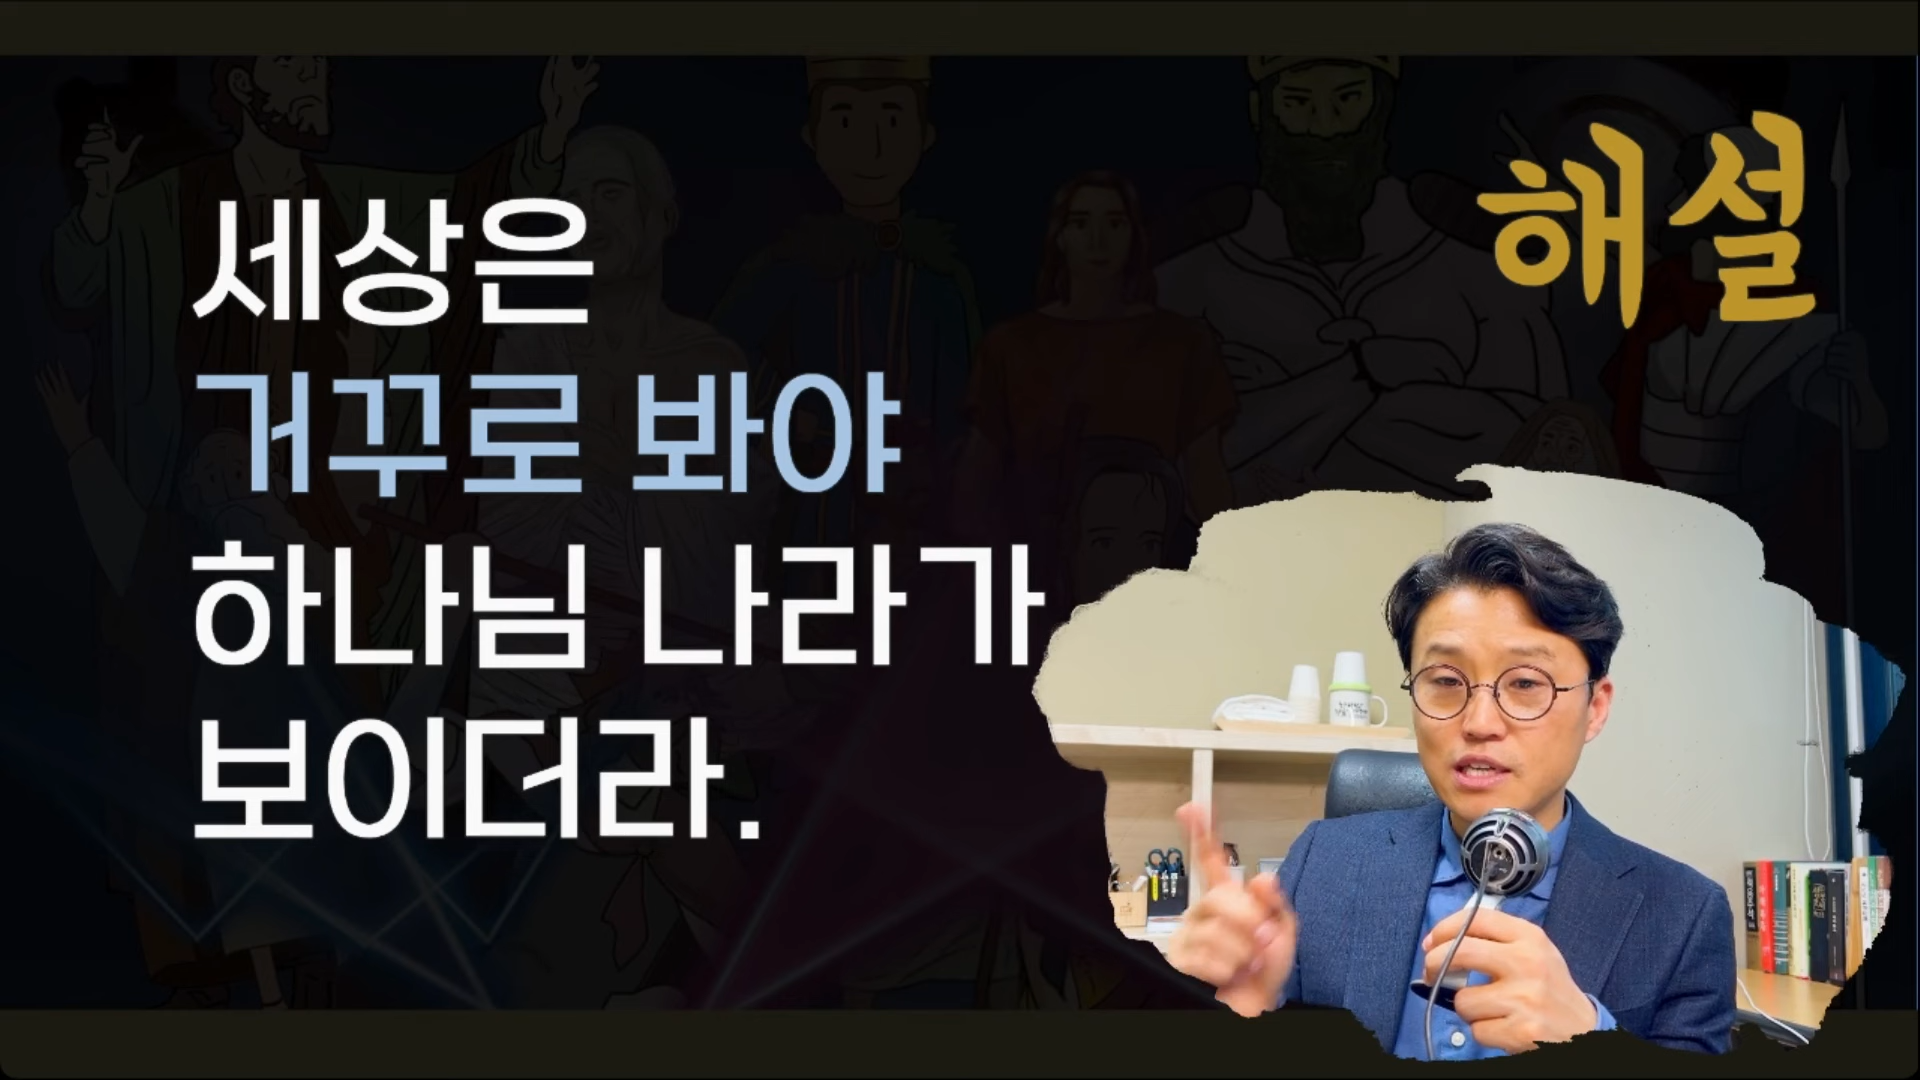 세상은
거꾸로 봐야
하나님 나라가
보이더라.
해설